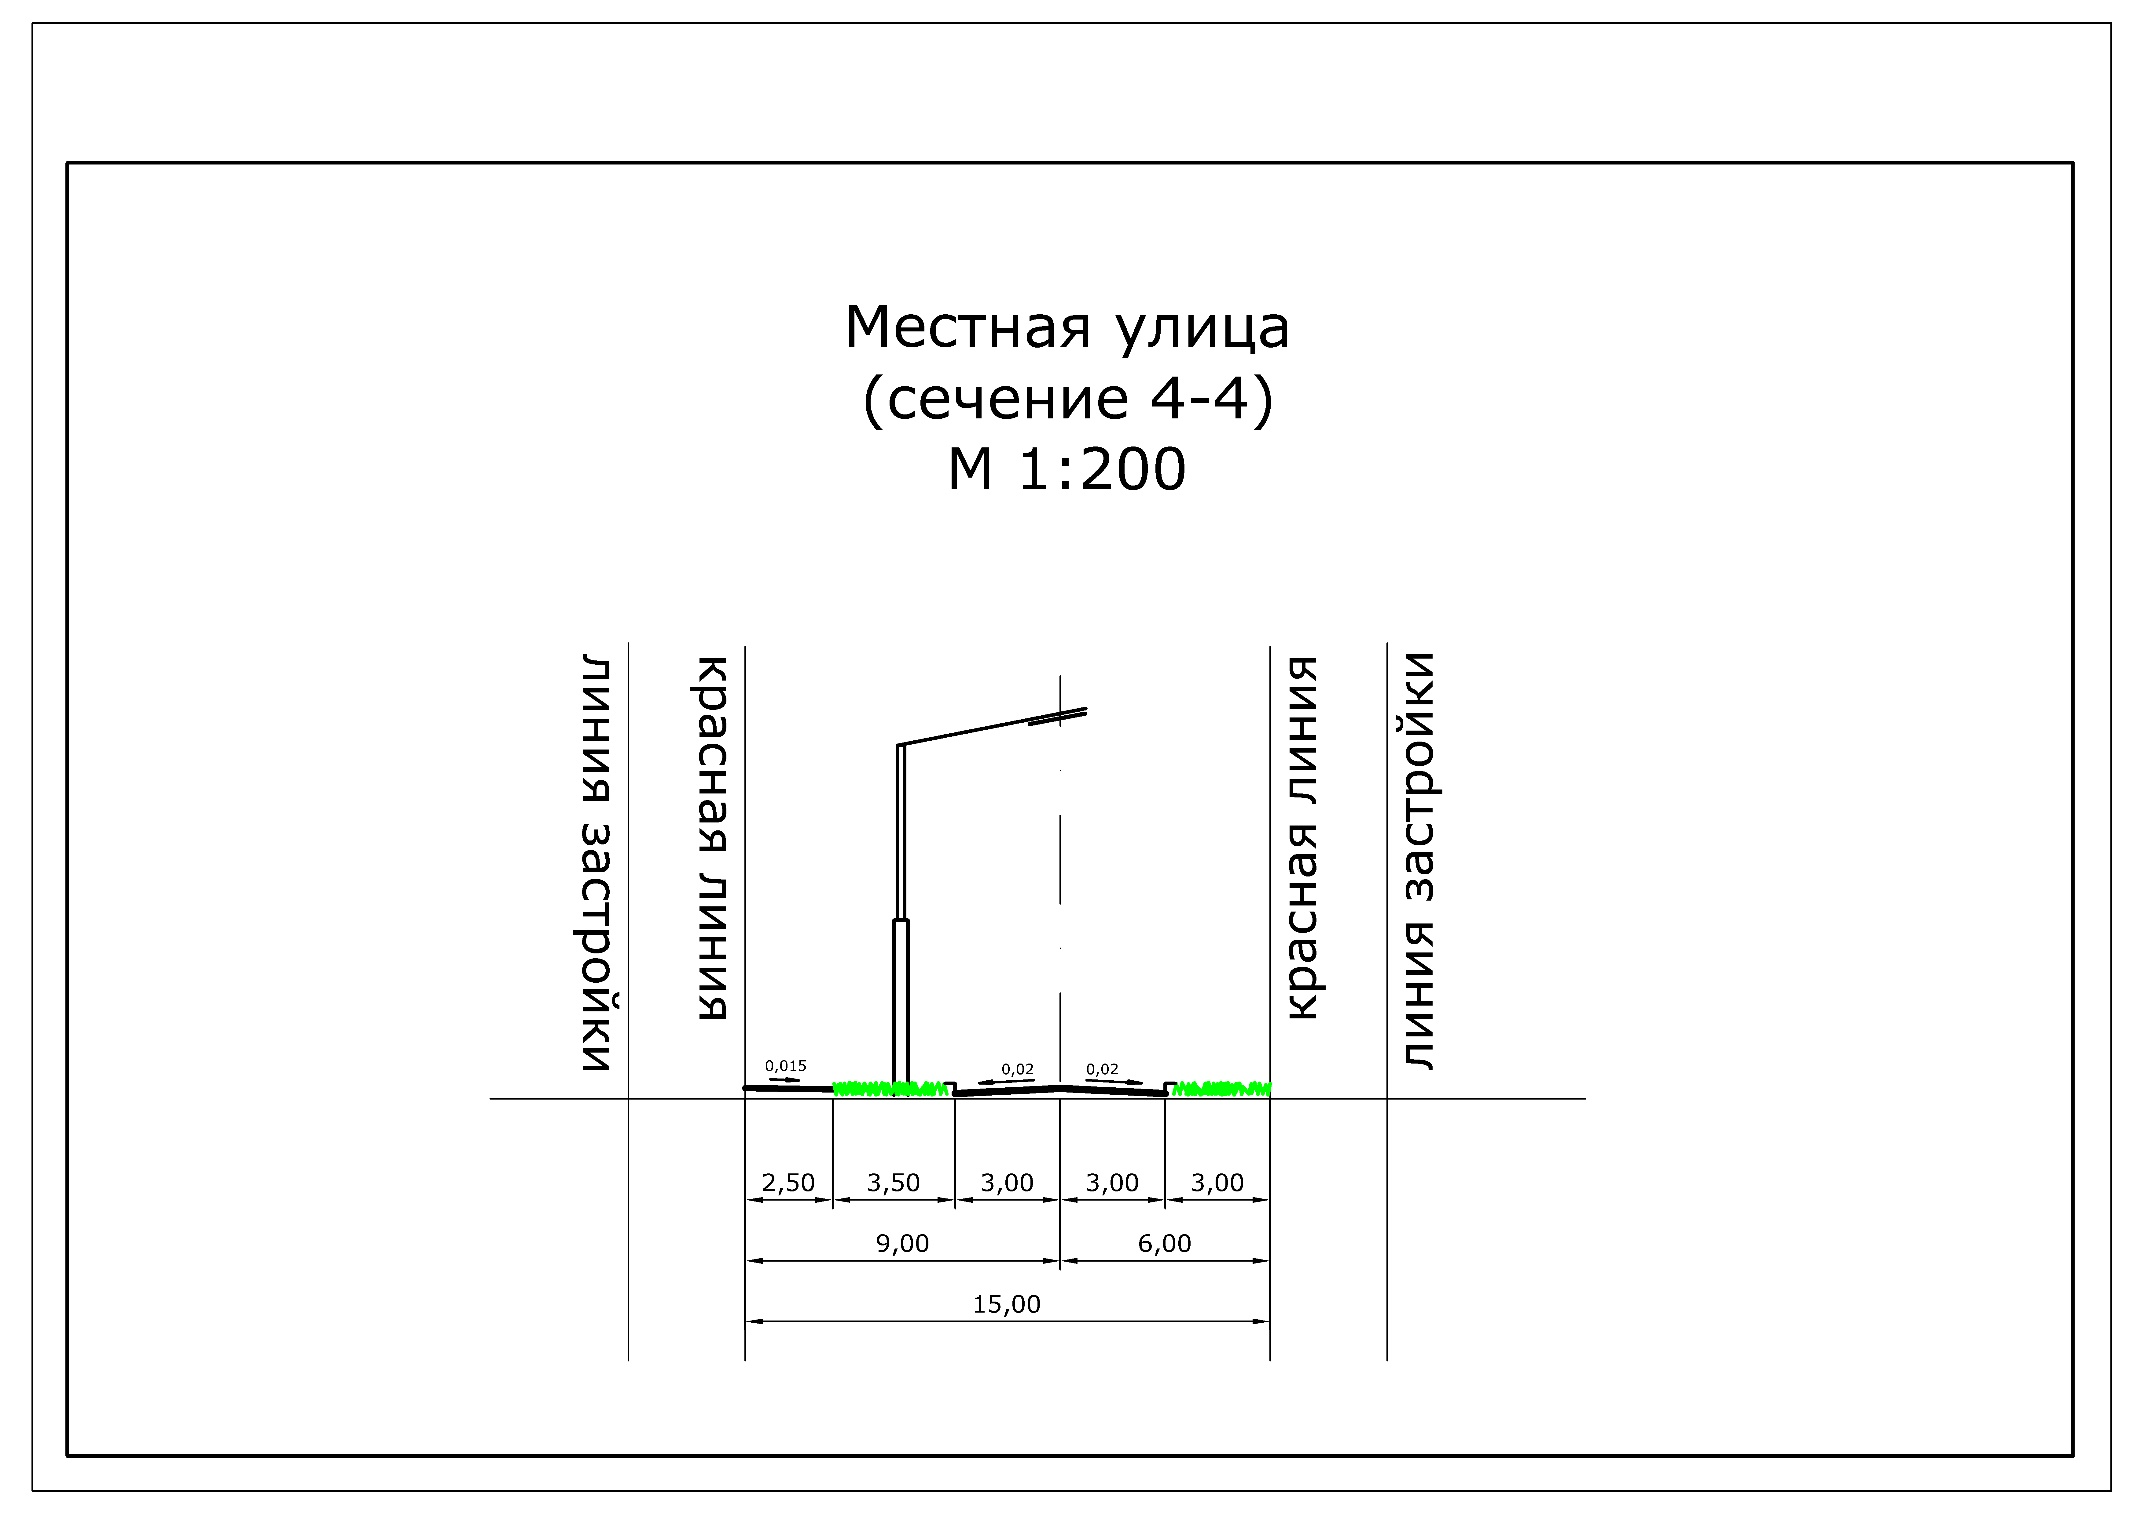 Местная улица
(сечение 4-4)
М 1:200
линия застройки
красная линия
красная линия
линия застройки
0,015
0,02
0,02
2,50
3,50
3,00
3,00
3,00
9,00
6,00
15,00